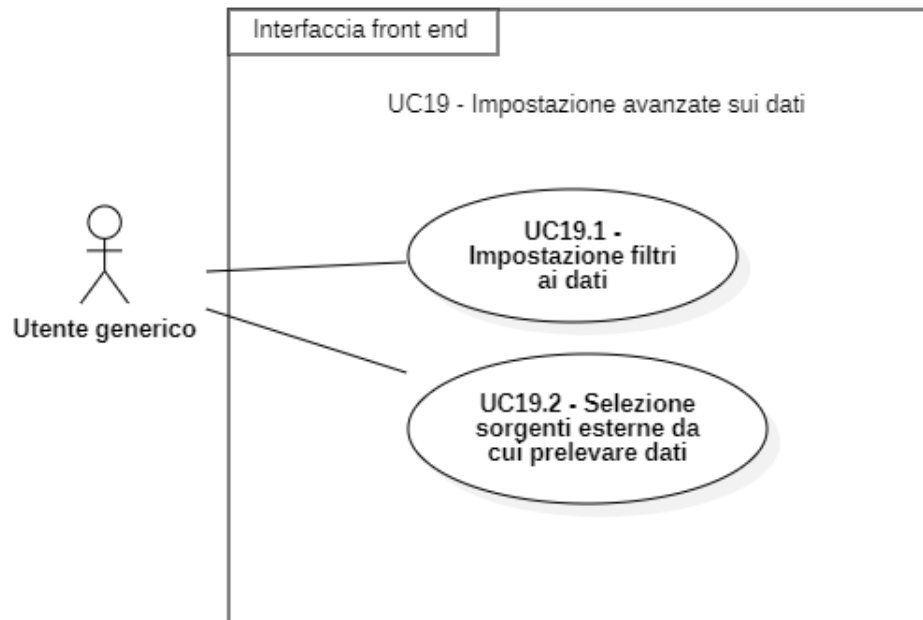 Interfaccia front end
UC19 - Impostazione avanzate sui dati
UC19.1 -
Impostazione filtri
ai dati
Utente generico
UC19.2 - Selezione
sorgenti esterne da
cui prelevare dati